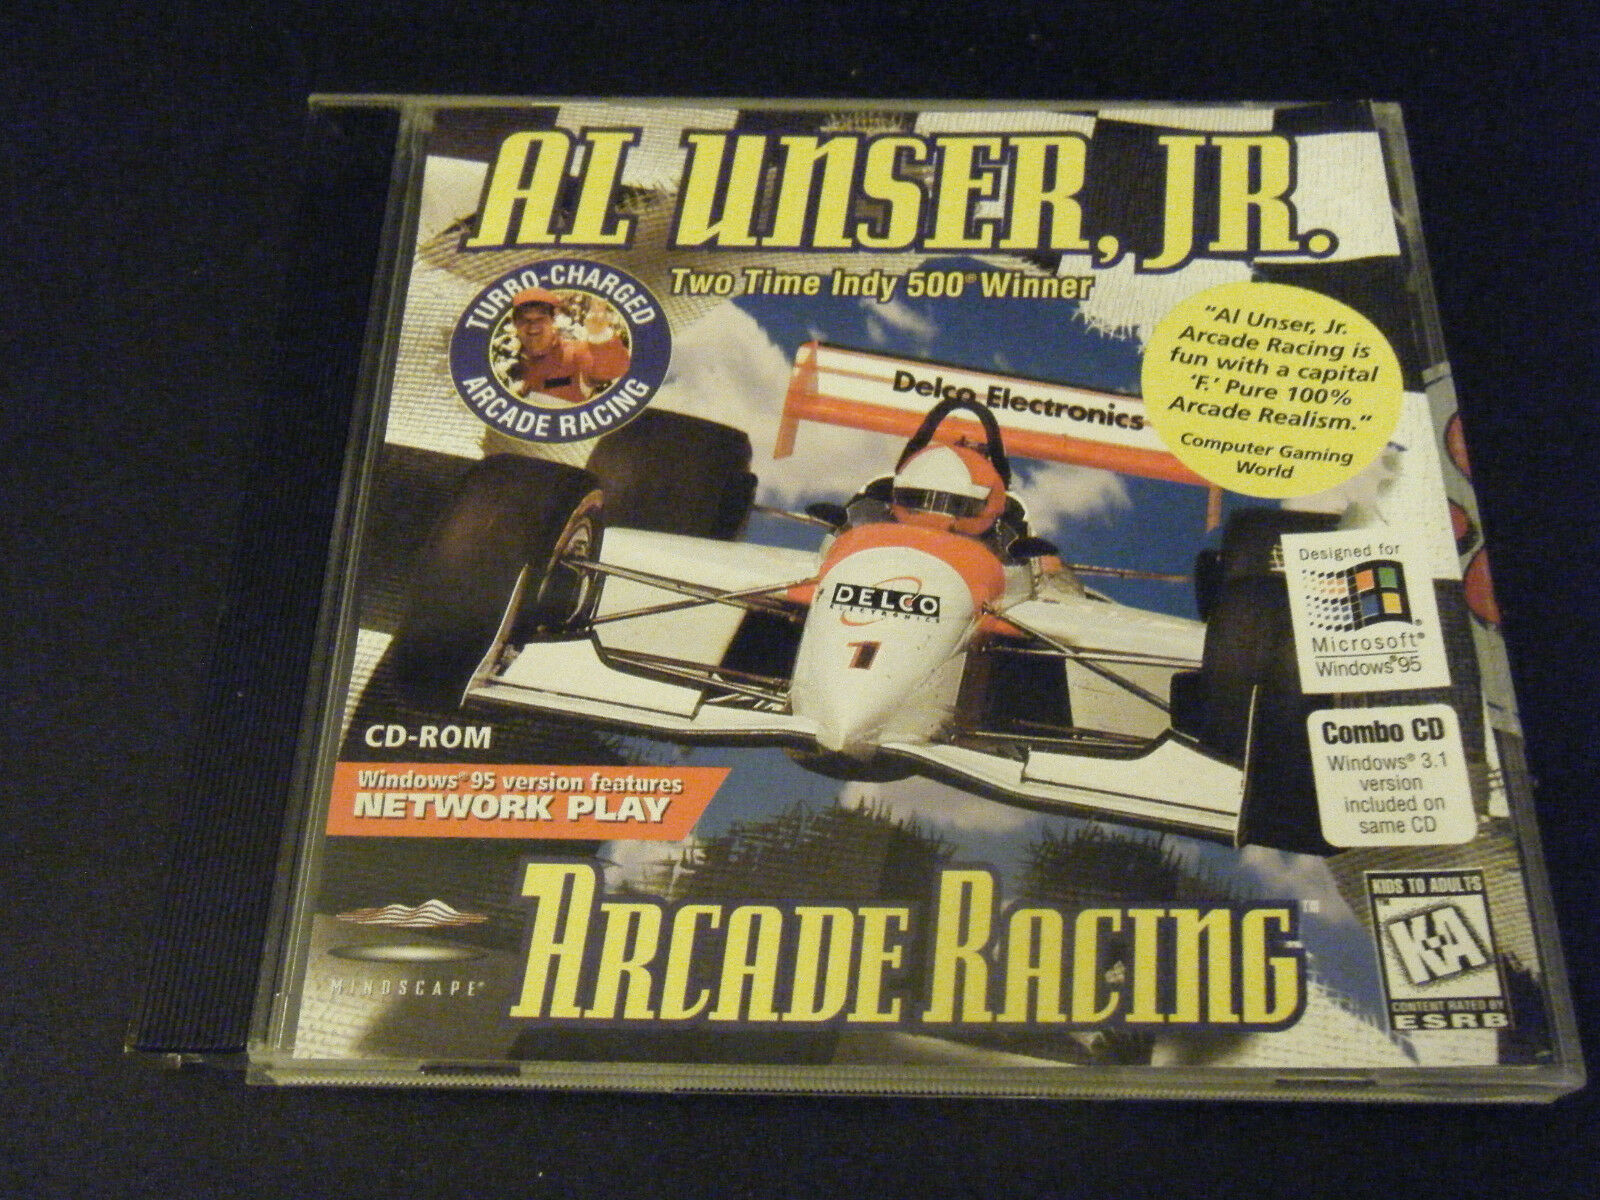 AL UNSER, JR.
Two Time Indy 500® Winner
TURBO-CHARGED
ARCADE RACING
"Al Unser, Jr.
Arcade Racing is
fun with a capital
'F.' Pure 100%
Arcade Realism."
Computer Gaming
World
Delco Electronics
DELCO
ELECTRONICS
1
Designed for
Microsoft®
Windows®95
CD-ROM
Windows® 95 version features
NETWORK PLAY
Combo CD
Windows® 3.1
version
included on
same CD
MINDSCAPE®
ARCADE RACING™
KIDS TO ADULTS
K-A
CONTENT RATED BY
ESRB